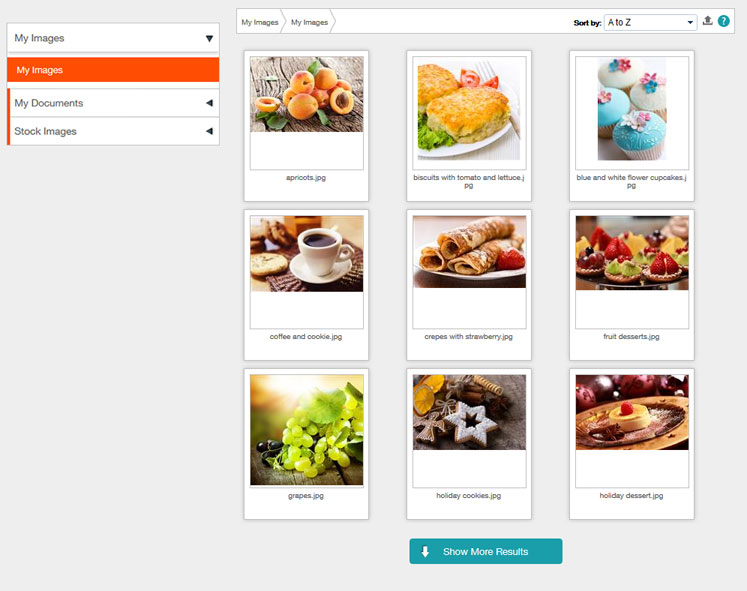 My Images
My Images
My Documents
Stock Images
My Images
My Images
Sort by:
A to Z
?
apricots.jpg
biscuits with tomato and lettuce.j
pg
blue and white flower cupcakes.j
pg
coffee and cookie.jpg
crepes with strawberry.jpg
fruit desserts.jpg
grapes.jpg
holiday cookies.jpg
holiday dessert.jpg
Show More Results